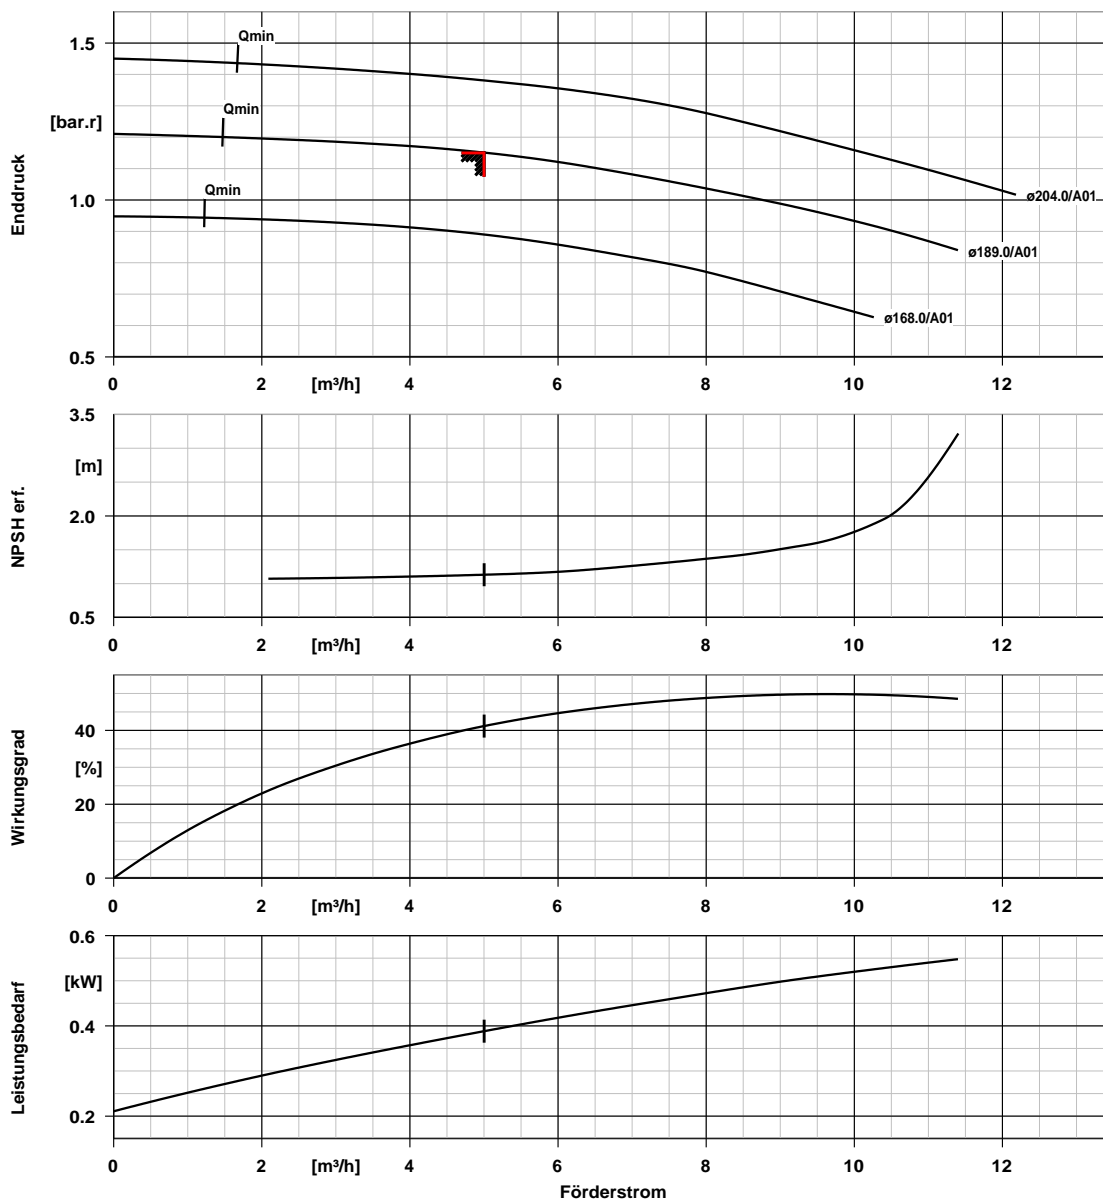 Qmin
1.5
Qmin
[bar.r]
Qmin
Enddruck
1.0
ø204.0/A01
ø189.0/A01
ø168.0/A01
0.5
0 2 [m³/h] 4 6 8 10 12
3.5
[m]
NPSH erf.
2.0
0.5
0 2 [m³/h] 4 6 8 10 12
40
[%]
Wirkungsgrad
20
0
0 2 [m³/h] 4 6 8 10 12
0.6
[kW]
Leistungsbedarf
0.4
0.2
0 2 [m³/h] 4 6 8 10 12
Förderstrom